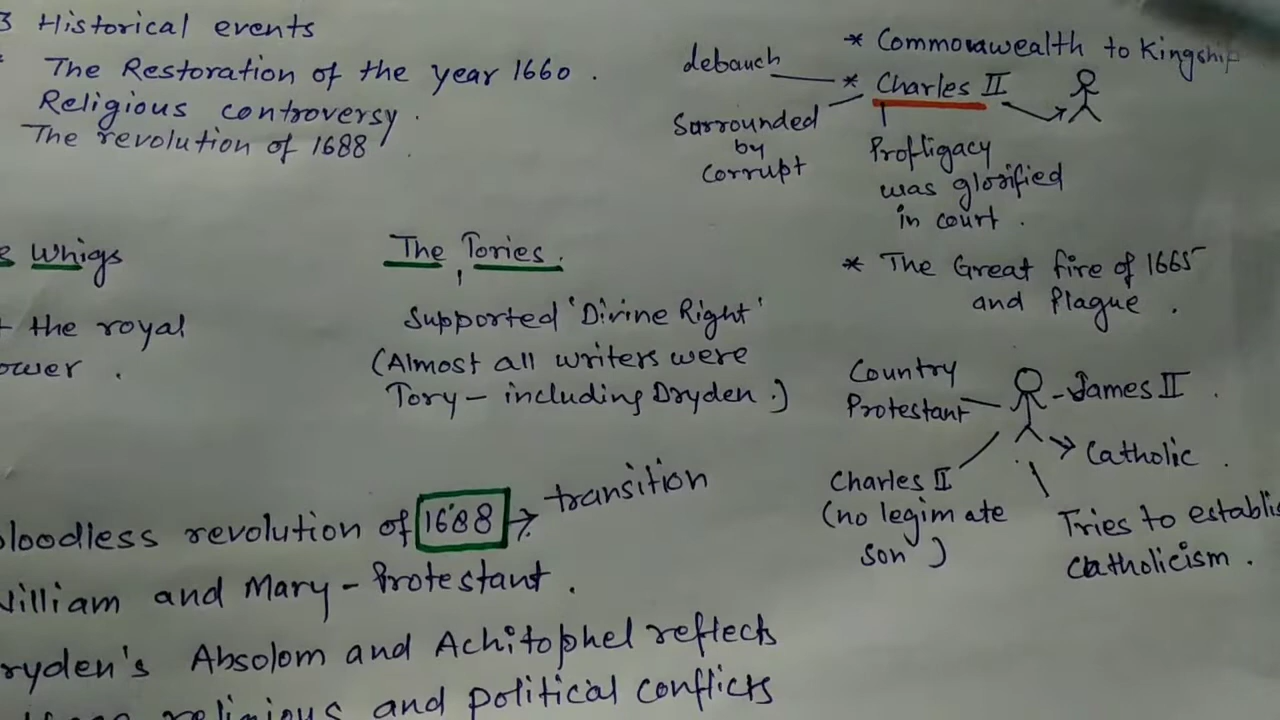 3 Historical events
The Restoration of the year 1660 .
Religious controversy .
The revolution of 1688 .
* Commonwealth to Kingship
debauch
* Charles II
Surrounded
by
corrupt
Profligacy
was glorified
in court .
Whigs
the royal
ower .
The Tories .
Supported 'Divine Right'
(Almost all writers were
Tory - including Dryden .)
* The Great fire of 1665
and Plague .
Country
Protestant
- James II .
Catholic .
Charles II
(no legimate
son )
Tries to establis
Catholicism .
bloodless revolution of 1688 → transition
William and Mary - Protestant .
ryden's Absolom and Achitophel reflects
religious and political conflicts